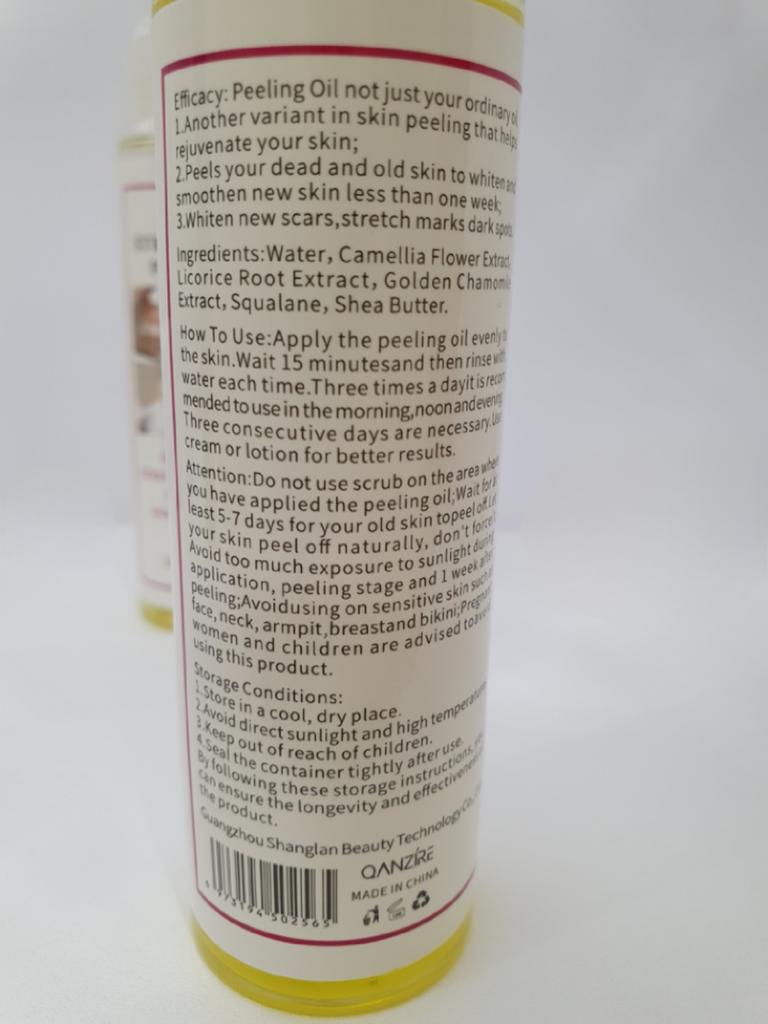 Efficacy: Peeling Oil not just your ordinary
1.Another variant in skin peeling that helps
rejuvenate your skin;
2.Peels your dead and old skin to whiten and
smoothen new skin less than one week;
3.Whiten new scars,stretch marks dark spots
Ingredients:Water, Camellia Flower Extract,
Licorice Root Extract, Golden Chamomile
Extract, Squalane, Shea Butter.
How To Use:Apply the peeling oil evenly to
the skin.Wait 15 minutesand then rinse with
water each time.Three times a dayit is recom
mended to use in the morning,noon and evening.
Three consecutive days are necessary.Use
cream or lotion for better results.
Attention:Do not use scrub on the area where
you have applied the peeling oil;Wait for at
least 5-7 days for your old skin topeel off.Let
your skin peel off naturally, don't force it
Avoid too much exposure to sunlight during
application, peeling stage and 1 week after
peeling;Avoidusing on sensitive skin such as
face, neck, armpit,breastand bikini;Pregnant
women and children are advised toavoid
using this product.
Storage Conditions:
1.Store in a cool, dry place.
2.Avoid direct sunlight and high temperatures
3.Keep out of reach of children.
4.Seal the container tightly after use.
By following these storage instructions, you
can ensure the longevity and effectiveness
the product.
Guangzhou Shanglan Beauty Technology Co.,
QANZIRE
MADE IN CHINA
6 973194 502565